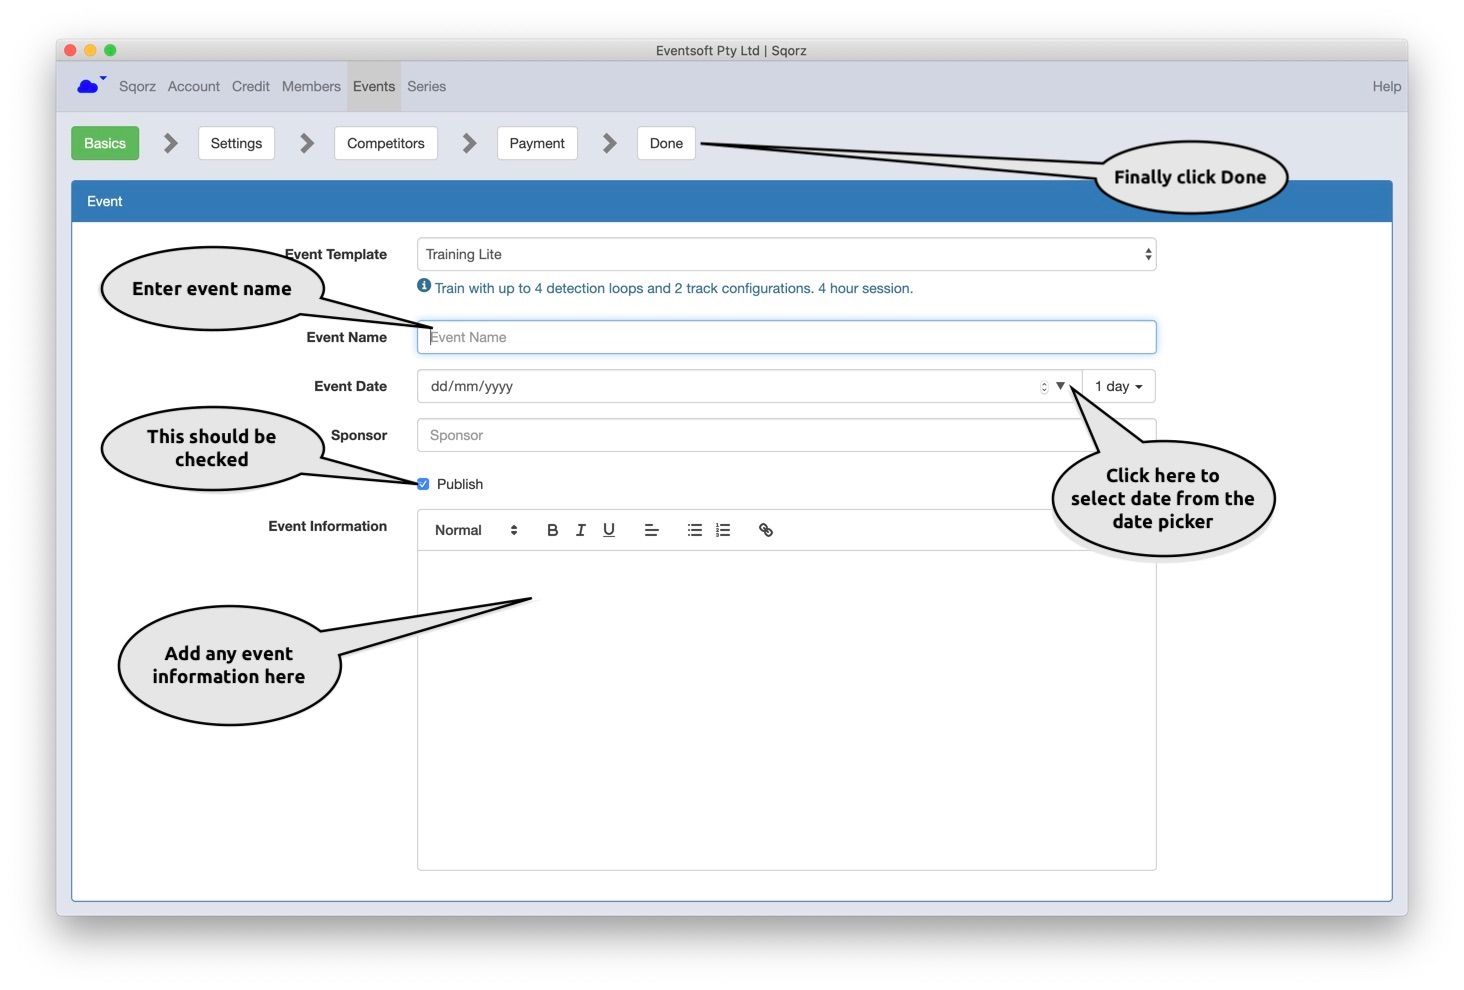 Eventsoft Pty Ltd | Sqorz
Sqorz Account Credit Members Events Series Help
Basics Settings Competitors Payment Done
Finally click Done
Event
Event Template Training Lite
Train with up to 4 detection loops and 2 track configurations. 4 hour session.
Enter event name
Event Name Event Name
Event Date dd/mm/yyyy 1 day
Sponsor Sponsor
This should be
checked
Publish
Click here to
select date from the
date picker
Event Information Normal B I U
Add any event
information here